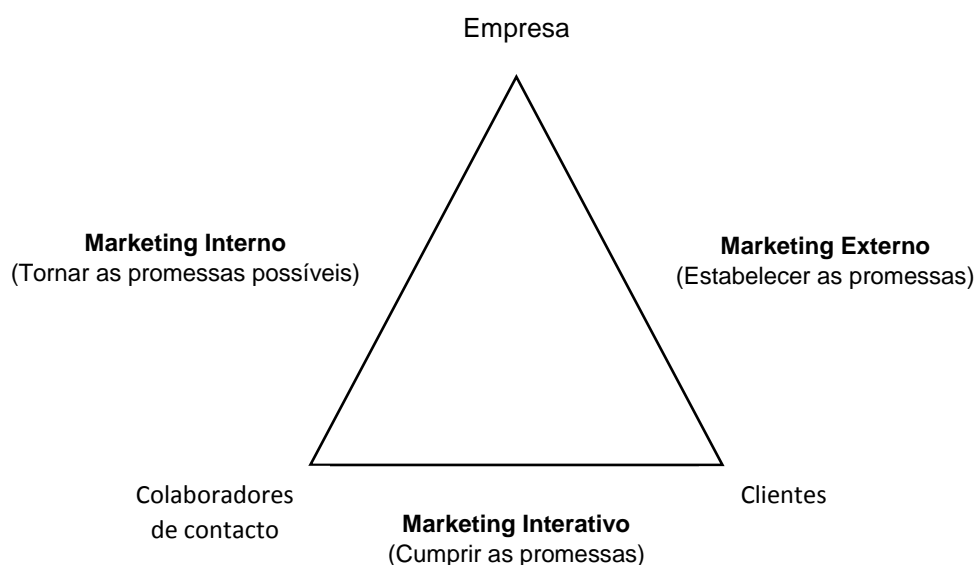 Empresa
Marketing Interno
(Tornar as promessas possíveis)
Marketing Externo
(Estabelecer as promessas)
Colaboradores
de contacto
Clientes
Marketing Interativo
(Cumprir as promessas)